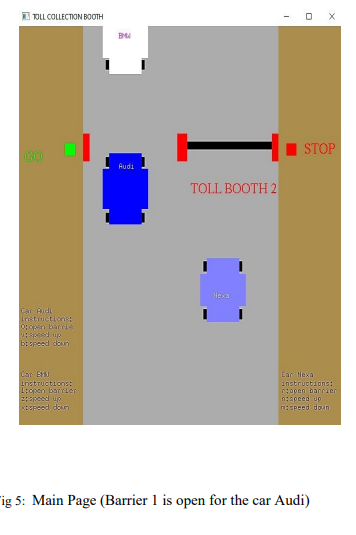 TOLL COLLECTION BOOTH
BMW
GO
STOP
Audi
TOLL BOOTH 2
Nexa
Car Audi
instructions:
open barrier
speed up
b:speed down
Car BMW
instructions:
l:open barrier
z:speed up
x:speed down
Car Nexa
instructions:
r:open barrier
n:speed up
m:speed down
ig 5: Main Page (Barrier 1 is open for the car Audi)